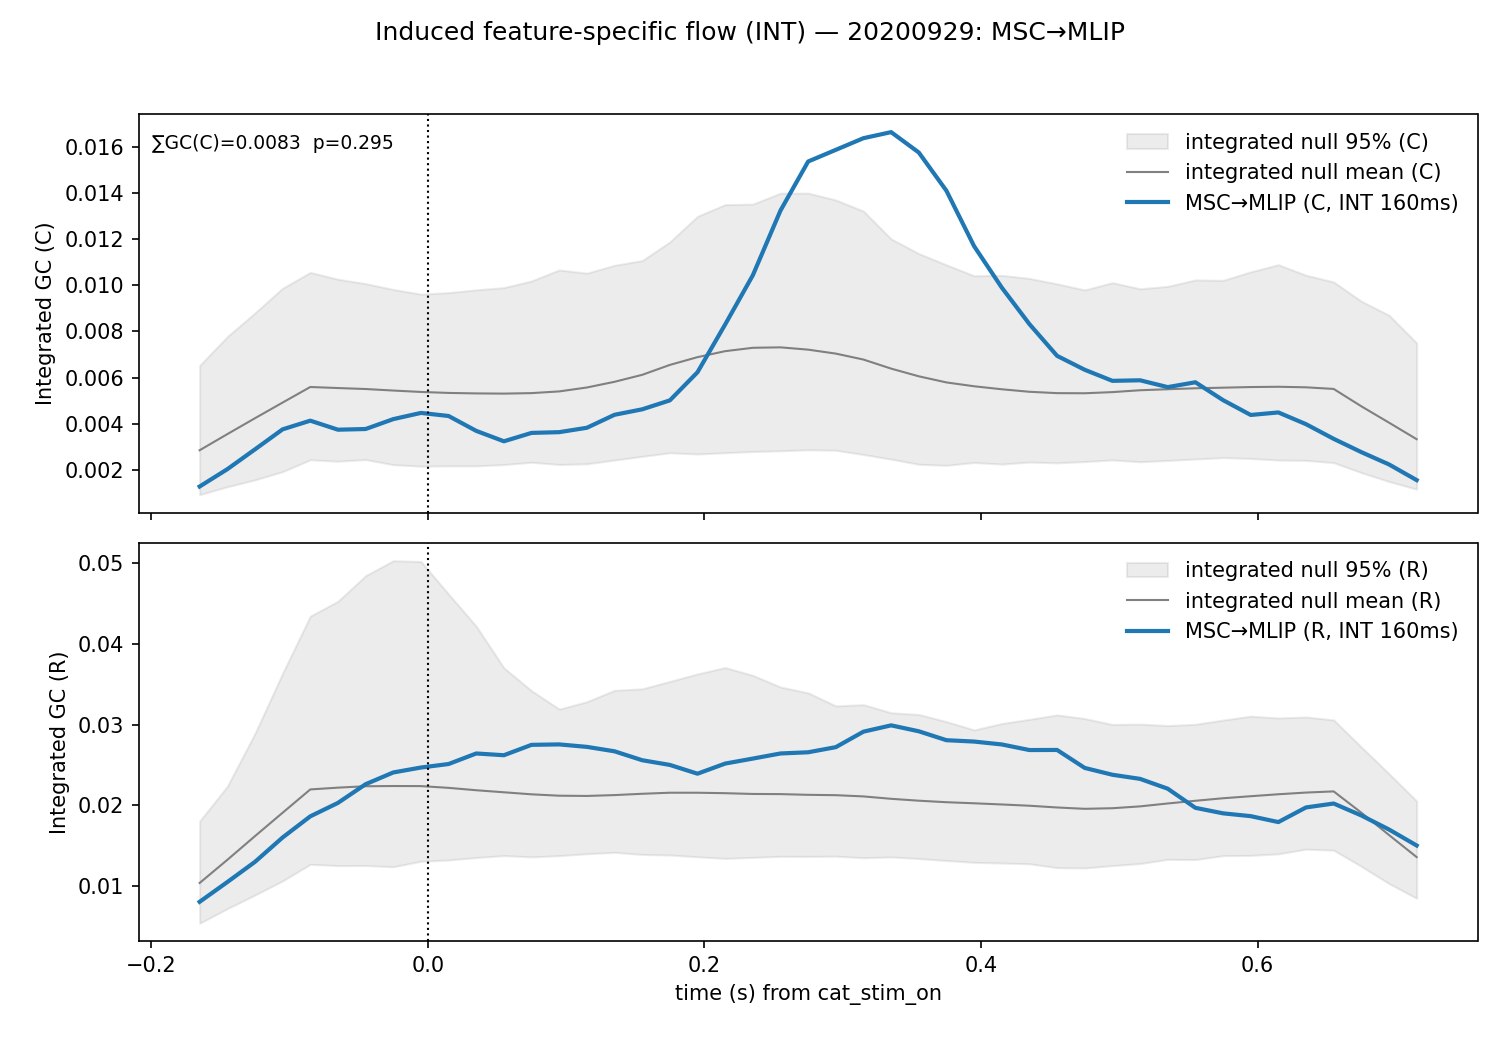 Induced feature-specific flow (INT) — 20200929: MSC→MLIP
∑GC(C)=0.0083 p=0.295
integrated null 95% (C)
integrated null mean (C)
MSC→MLIP (C, INT 160ms)
Integrated GC (C)
0.016
0.014
0.012
0.010
0.008
0.006
0.004
0.002
integrated null 95% (R)
integrated null mean (R)
MSC→MLIP (R, INT 160ms)
Integrated GC (R)
0.05
0.04
0.03
0.02
0.01
−0.2 0.0 0.2 0.4 0.6
time (s) from cat_stim_on